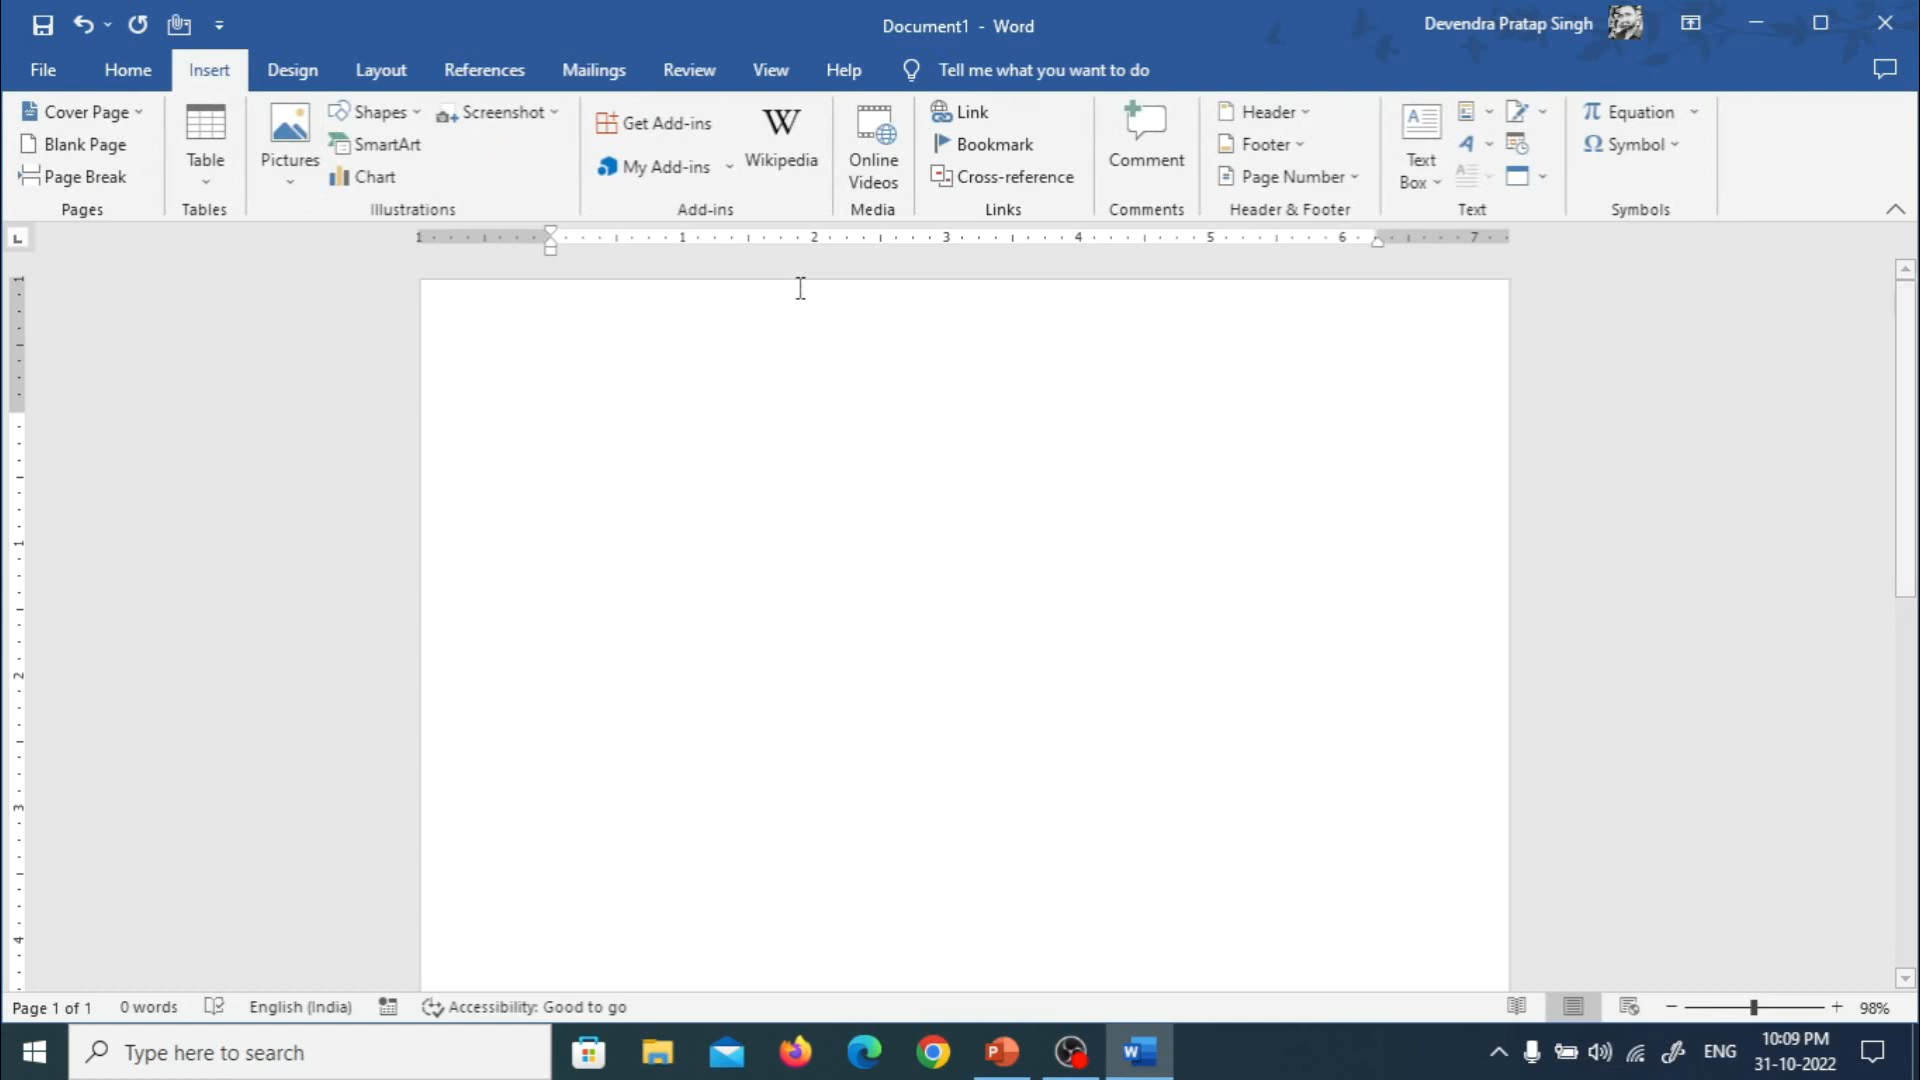 Document1 - Word
Devendra Pratap Singh
File Home Insert Design Layout References Mailings Review View Help Tell me what you want to do
Cover Page
Blank Page
Page Break
Pages
Table
Tables
Pictures
Shapes
SmartArt
Chart
Screenshot
Illustrations
Get Add-ins
My Add-ins
W
Wikipedia
Add-ins
Online
Videos
Media
Link
Bookmark
Cross-reference
Links
Comment
Comments
Header
Footer
Page Number
Header & Footer
Text
Box
Text
π Equation
Ω Symbol
Symbols
1 1 2 3 4 5 6 7
1
1
2
3
4
Page 1 of 1 0 words English (India) Accessibility: Good to go 98%
Type here to search
ENG
10:09 PM
31-10-2022